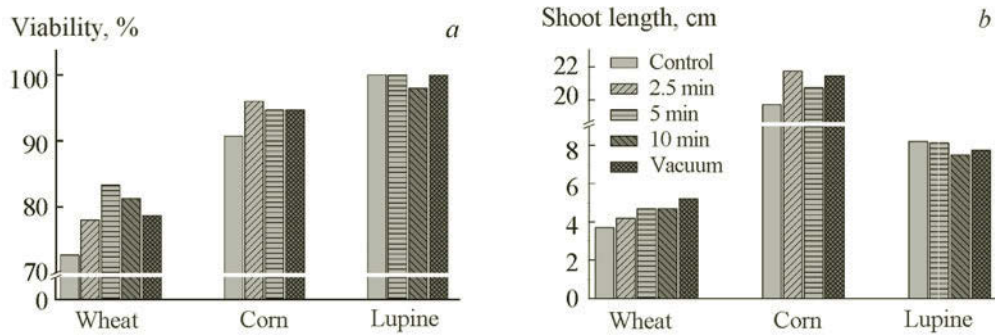 Viability, %
a
100
90
80
70
0
Wheat Corn Lupine
Shoot length, cm
b
22
20
8
6
4
2
0
Control
2.5 min
5 min
10 min
Vacuum
Wheat Corn Lupine